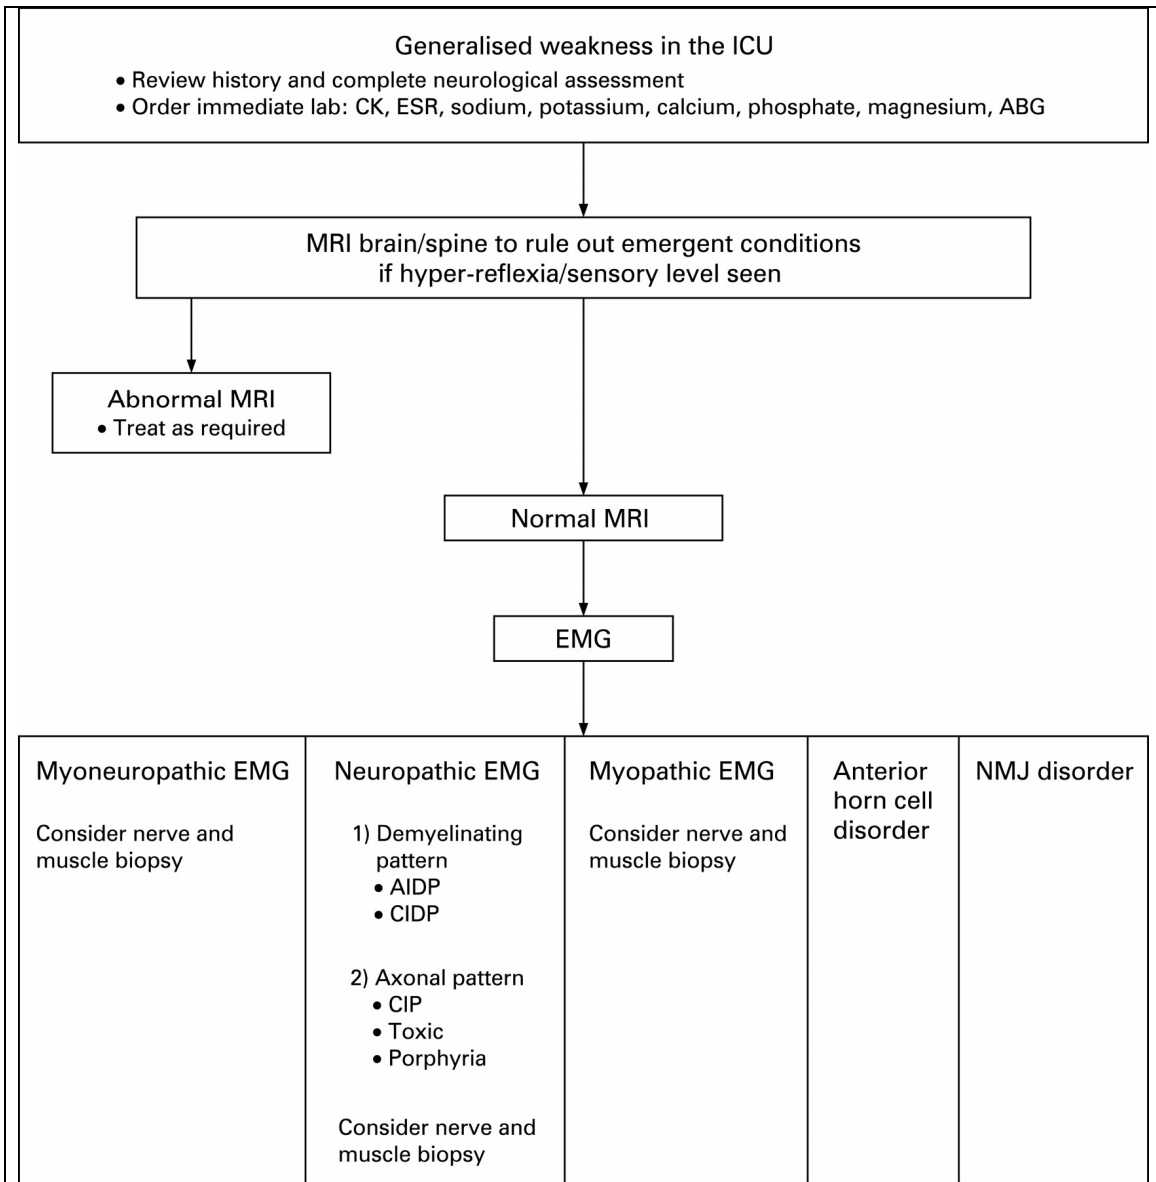 Generalised weakness in the ICU
• Review history and complete neurological assessment
• Order immediate lab: CK, ESR, sodium, potassium, calcium, phosphate, magnesium, ABG
MRI brain/spine to rule out emergent conditions
if hyper-reflexia/sensory level seen
Abnormal MRI
• Treat as required
Normal MRI
EMG
Myoneuropathic EMG
Consider nerve and
muscle biopsy
Neuropathic EMG
1) Demyelinating
pattern
• AIDP
• CIDP
2) Axonal pattern
• CIP
• Toxic
• Porphyria
Consider nerve and
muscle biopsy
Myopathic EMG
Consider nerve and
muscle biopsy
Anterior
horn cell
disorder
NMJ disorder